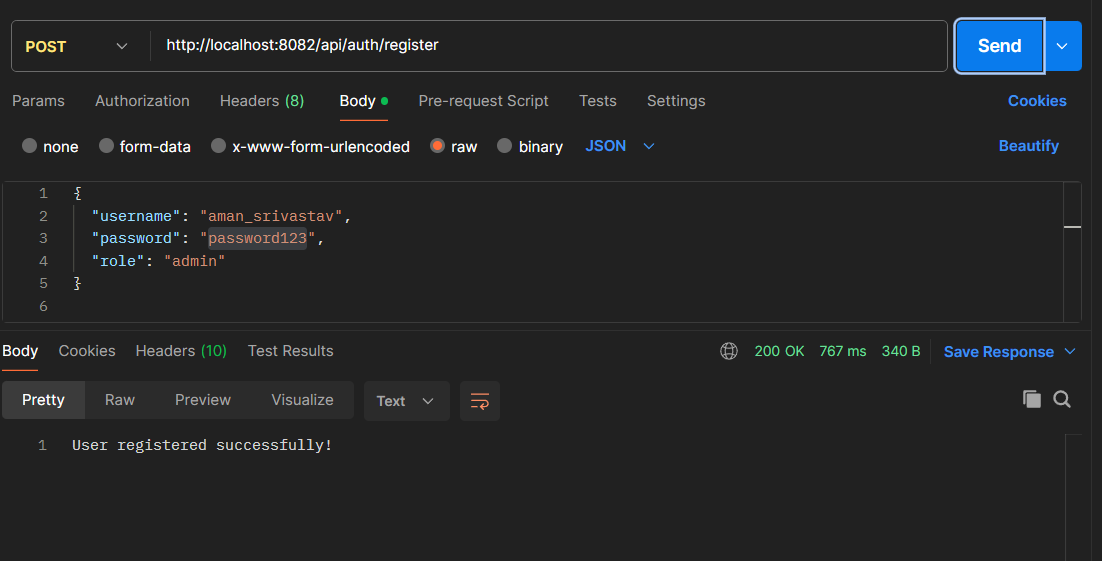 POST http://localhost:8082/api/auth/register Send
Params Authorization Headers (8) Body Pre-request Script Tests Settings Cookies
none form-data x-www-form-urlencoded raw binary JSON Beautify
1 {
2 "username": "aman_srivastav",
3 "password": "password123",
4 "role": "admin"
5 }
6
Body Cookies Headers (10) Test Results 200 OK 767 ms 340 B Save Response
Pretty Raw Preview Visualize Text
1 User registered successfully!